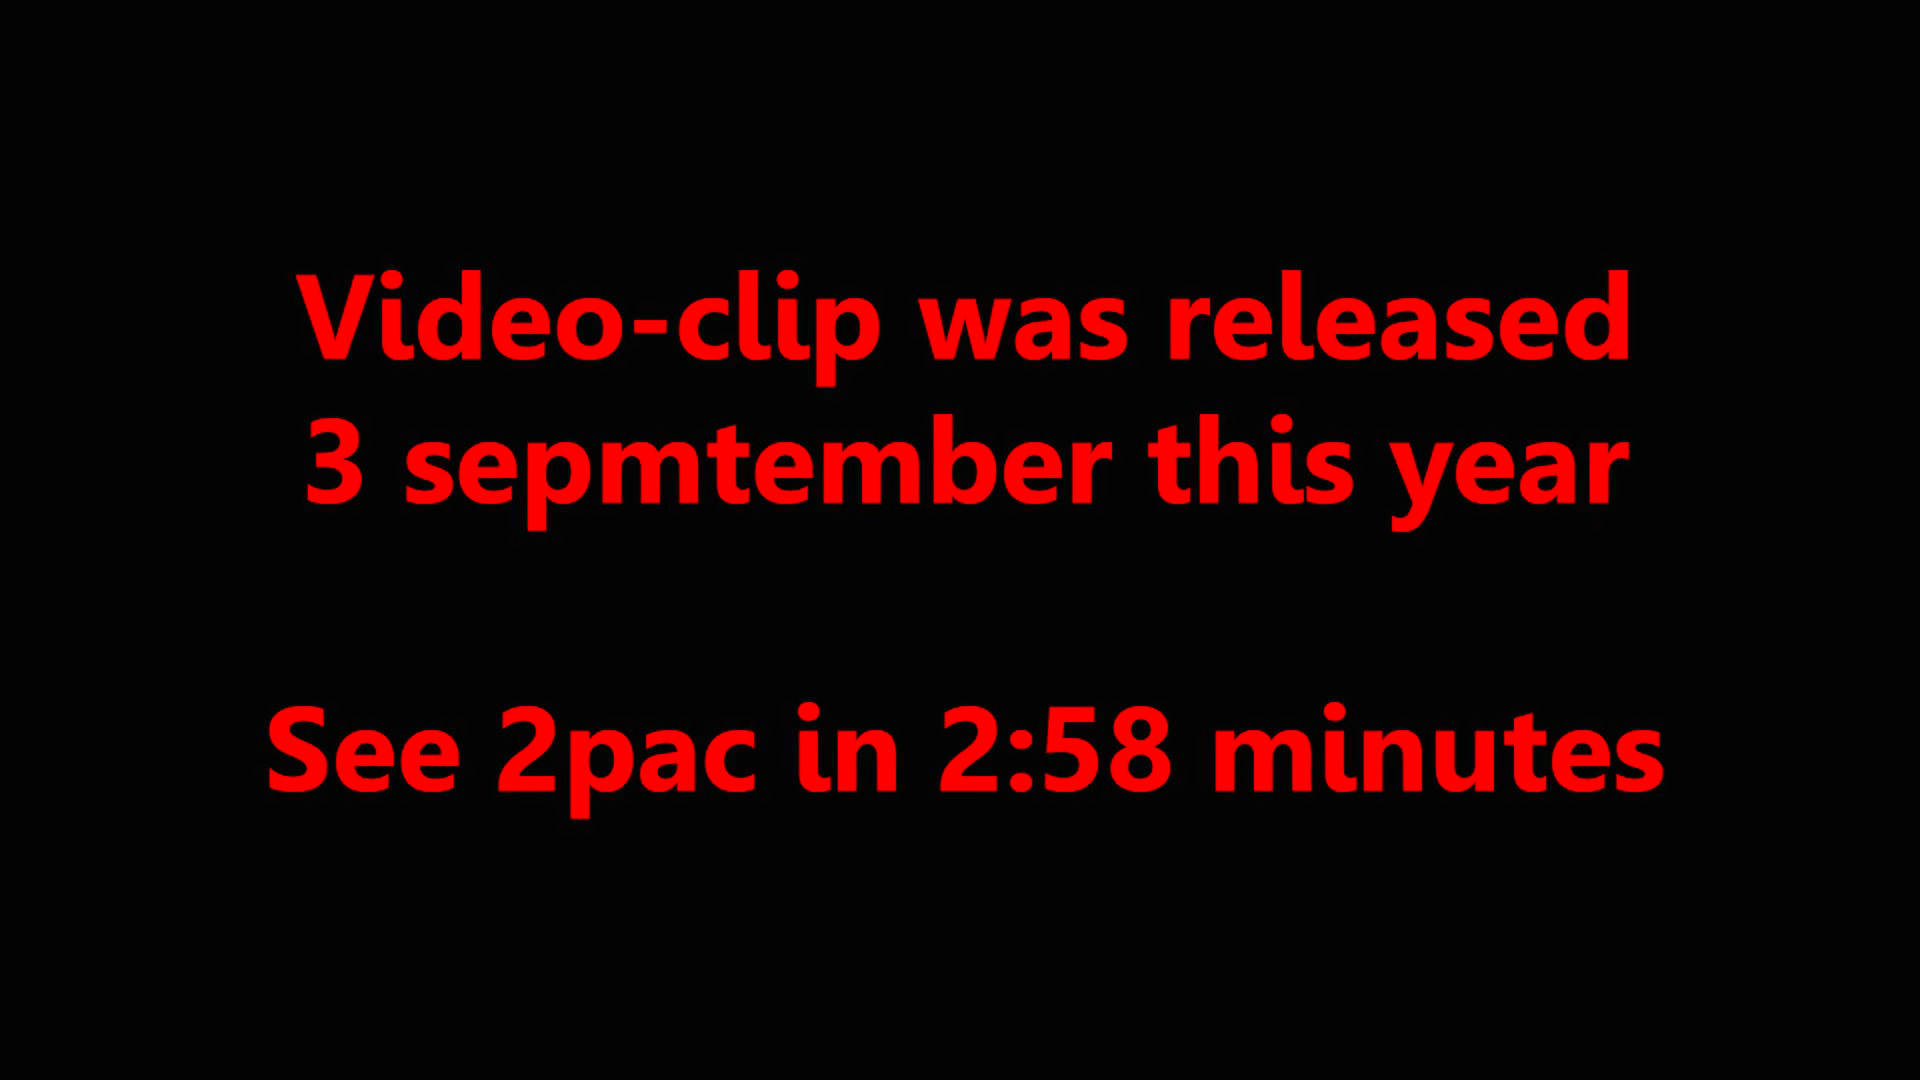 Video-clip was released
3 sepmtember this year
See 2pac in 2:58 minutes